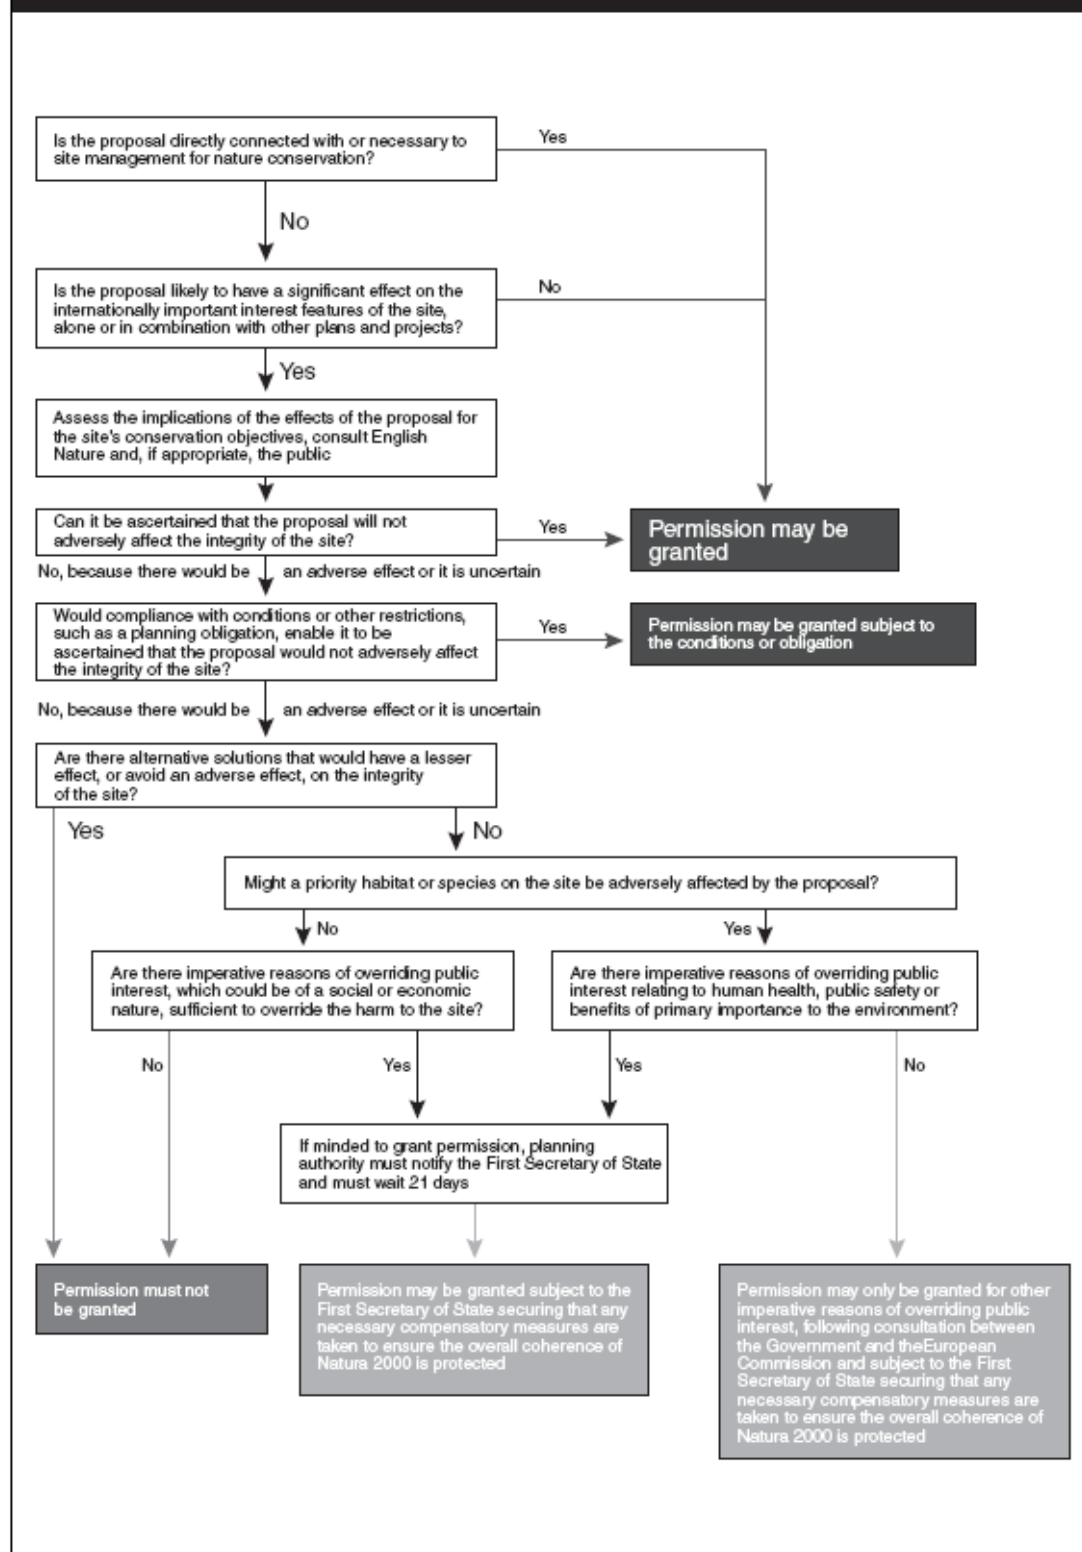 Is the proposal directly connected with or necessary to
site management for nature conservation?
Yes
No
Is the proposal likely to have a significant effect on the
internationally important interest features of the site,
alone or in combination with other plans and projects?
No
Yes
Assess the implications of the effects of the proposal for
the site's conservation objectives, consult English
Nature and, if appropriate, the public
Can it be ascertained that the proposal will not
adversely affect the integrity of the site?
Yes
Permission may be
granted
No, because there would be an adverse effect or it is uncertain
Would compliance with conditions or other restrictions,
such as a planning obligation, enable it to be
ascertained that the proposal would not adversely affect
the integrity of the site?
Yes
Permission may be granted subject to
the conditions or obligation
No, because there would be an adverse effect or it is uncertain
Are there alternative solutions that would have a lesser
effect, or avoid an adverse effect, on the integrity
of the site?
Yes
No
Might a priority habitat or species on the site be adversely affected by the proposal?
No
Yes
Are there imperative reasons of overriding public
interest, which could be of a social or economic
nature, sufficient to override the harm to the site?
Are there imperative reasons of overriding public
interest relating to human health, public safety or
benefits of primary importance to the environment?
No
Yes
Yes
No
If minded to grant permission, planning
authority must notify the First Secretary of State
and must wait 21 days
Permission must not
be granted
Permission may be granted subject to the
First Secretary of State securing that any
necessary compensatory measures are
taken to ensure the overall coherence of
Natura 2000 is protected
Permission may only be granted for other
imperative reasons of overriding public
interest, following consultation between
the Government and theEuropean
Commission and subject to the First
Secretary of State securing that any
necessary compensatory measures are
taken to ensure the overall coherence of
Natura 2000 is protected